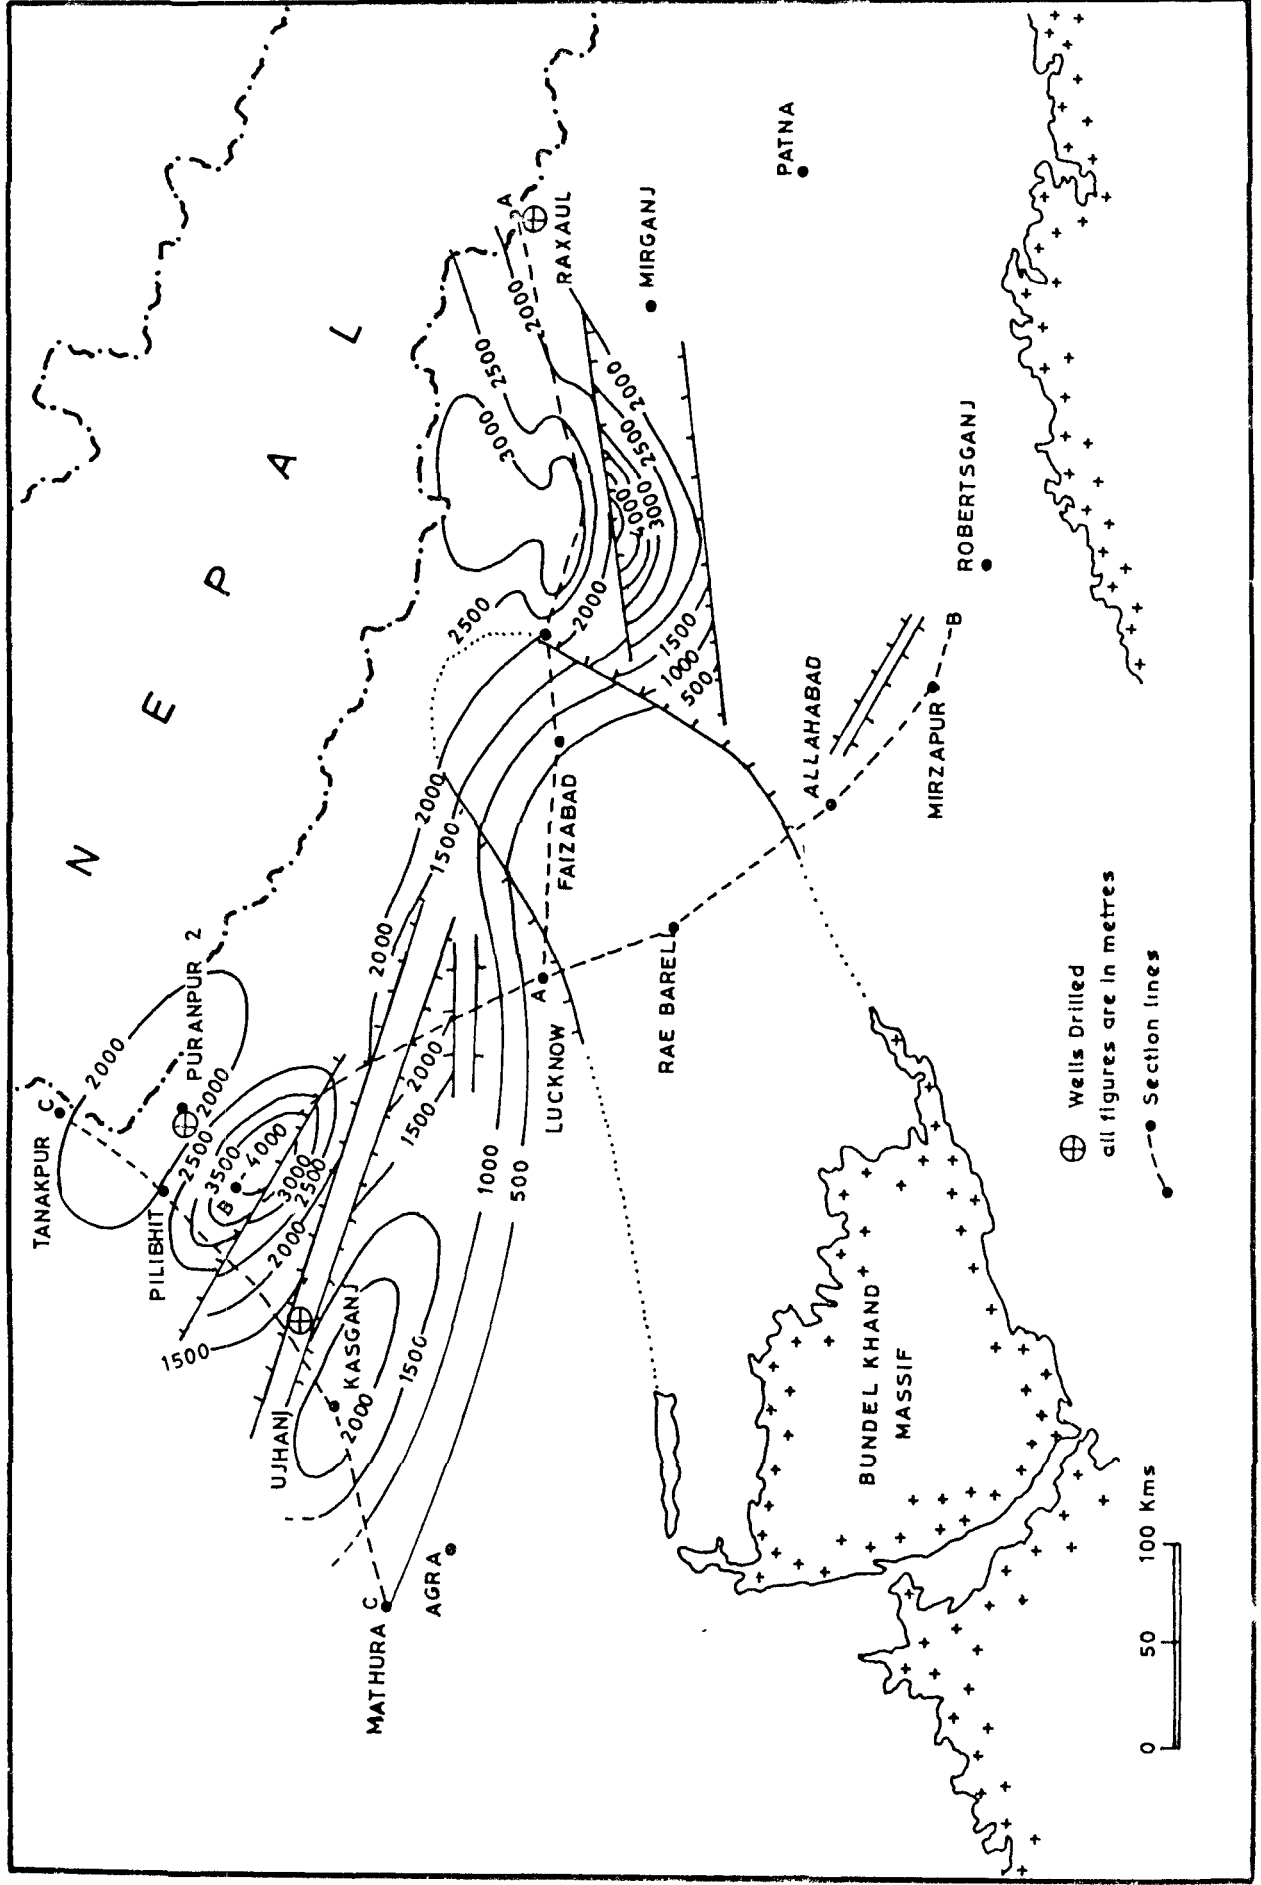 N E P A L
TANAKPUR
C
2000
PURANPUR 2
2000
PILIBHIT
2500
3500
4000
B
3000
2500
2000
1500
UJHANI
KASGANJ
2000
1500
2000
1500
2000
1500
2000
MATHURA
C
AGRA
1000
500
LUCKNOW
A
FAIZABAD
RAE BARELI
2500
2000
1500
1000
500
3000
2500
2000
2000
A
RAXAUL
2000
2500
3000
4000
MIRGANJ
PATNA
ALLAHABAD
MIRZAPUR
B
ROBERTSGANJ
BUNDEL KHAND
MASSIF
Wells Drilled
all figures are in metres
Section lines
0 50 100 Kms